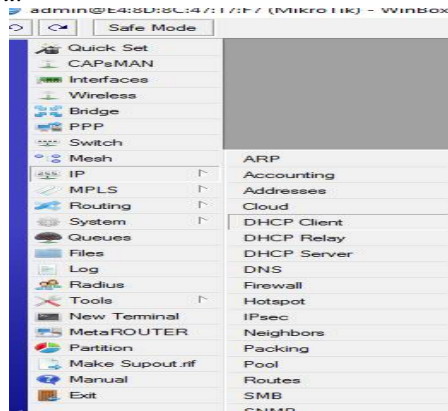 admin@E4:8D:8C:47:17:F7 (MikroTik) - WinBox
Safe Mode
Quick Set
CAPsMAN
Interfaces
Wireless
Bridge
PPP
Switch
Mesh
IP
MPLS
Routing
System
Queues
Files
Log
Radius
Tools
New Terminal
MetaROUTER
Partition
Make Supout.rif
Manual
Exit
ARP
Accounting
Addresses
Cloud
DHCP Client
DHCP Relay
DHCP Server
DNS
Firewall
Hotspot
IPsec
Neighbors
Packing
Pool
Routes
SMB
SNMP